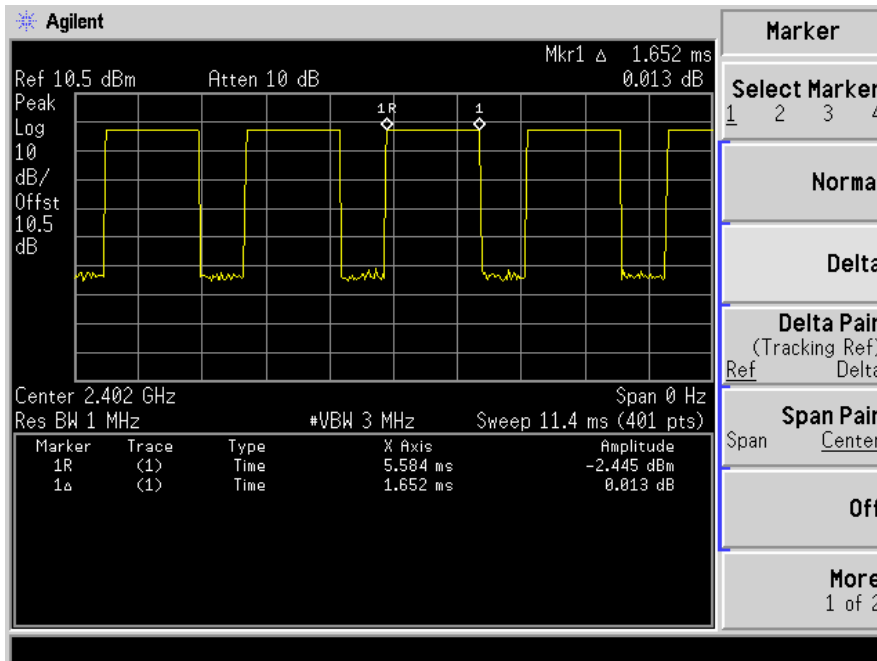 Agilent
Marker
Mkr1 Δ 1.652 ms
Ref 10.5 dBm Atten 10 dB 0.013 dB
Peak
Log
10
dB/
Offst
10.5
dB
1R 1
Center 2.402 GHz Span 0 Hz
Res BW 1 MHz #VBW 3 MHz Sweep 11.4 ms (401 pts)
Marker Trace Type X Axis Amplitude
1R (1) Time 5.584 ms -2.445 dBm
1Δ (1) Time 1.652 ms 0.013 dB
Select Marker
1 2 3 4
Norma
Delta
Delta Pair
(Tracking Ref)
Ref Delta
Span Pair
Span Center
Off
More
1 of 2